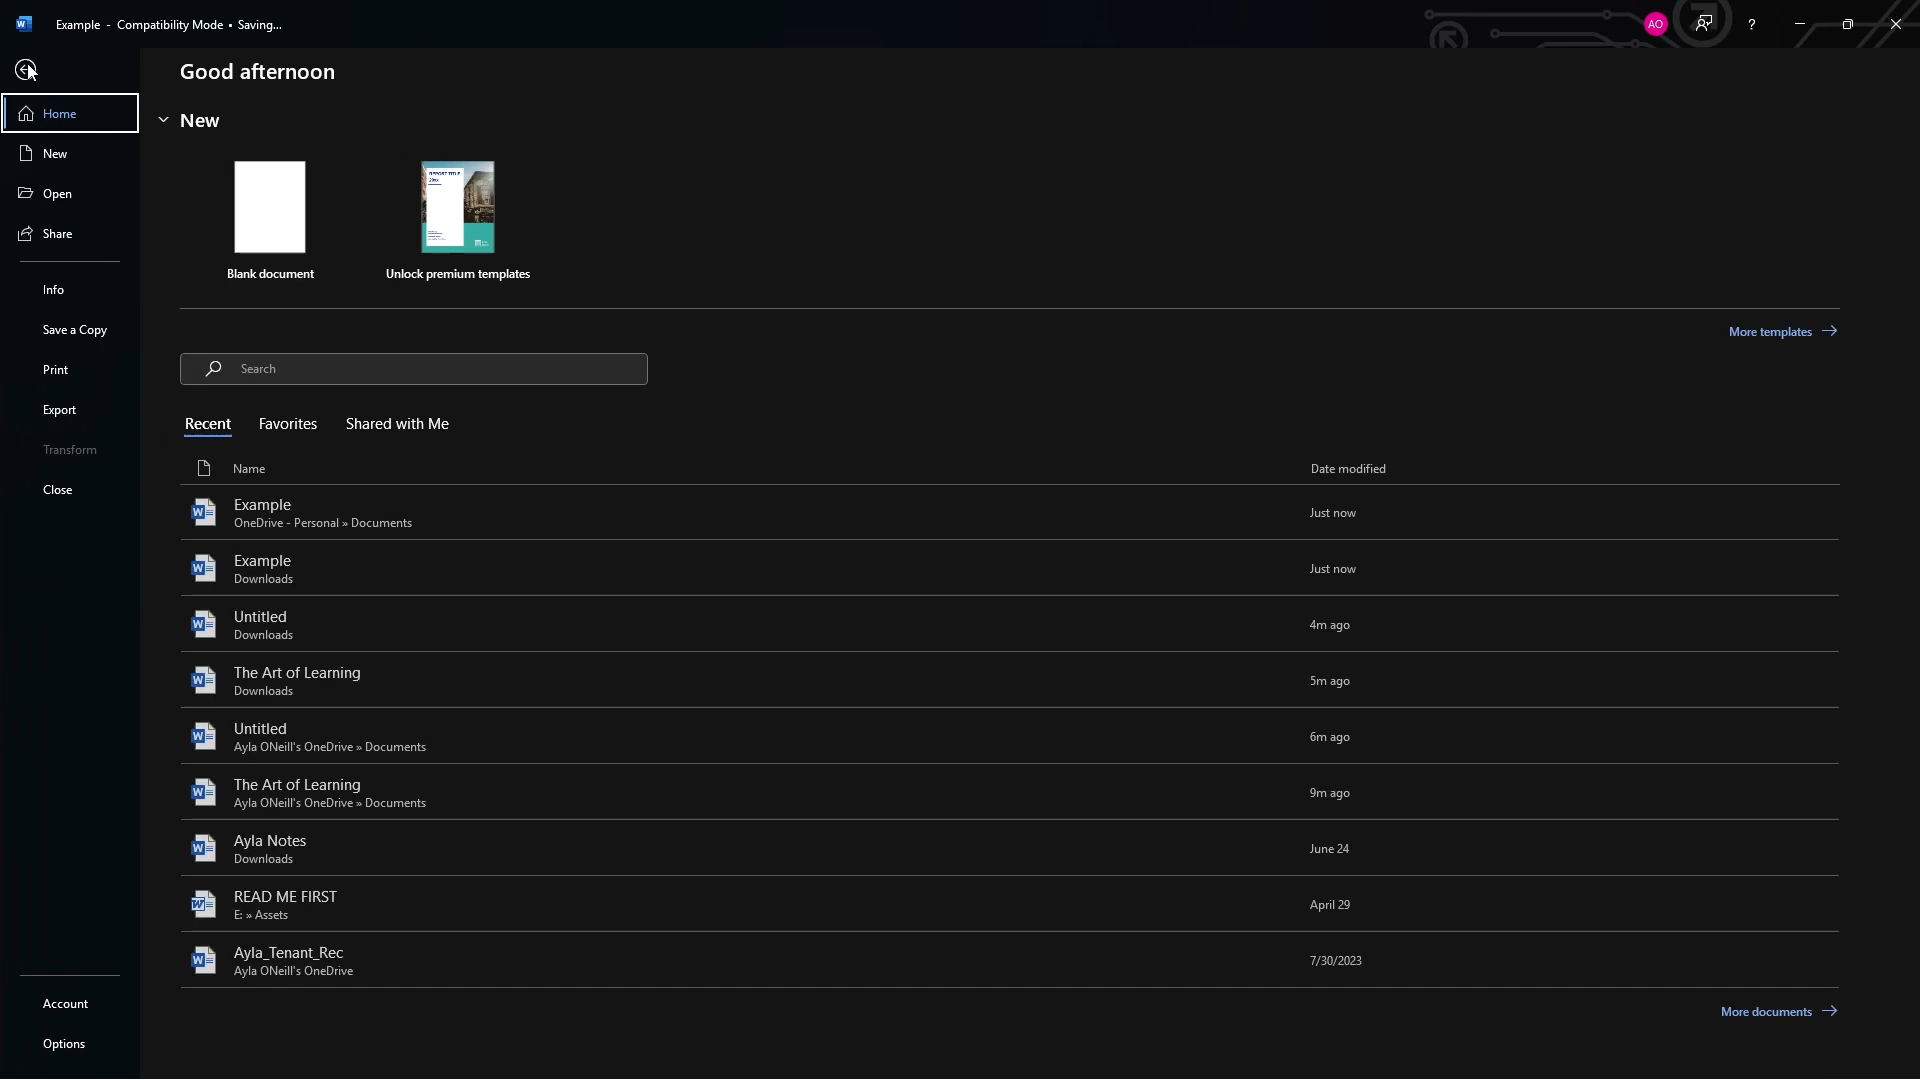 Example - Compatibility Mode • Saving...
AO
?
Good afternoon
Home
New
New
Open
Share
Info
Save a Copy
Print
Export
Transform
Close
Account
Options
REPORT TITLE
20XX
Blank document
Unlock premium templates
More templates
Search
Recent Favorites Shared with Me
Name Date modified
Example
OneDrive - Personal » Documents
Just now
Example
Downloads
Just now
Untitled
Downloads
4m ago
The Art of Learning
Downloads
5m ago
Untitled
Ayla ONeill's OneDrive » Documents
6m ago
The Art of Learning
Ayla ONeill's OneDrive » Documents
9m ago
Ayla Notes
Downloads
June 24
READ ME FIRST
E: » Assets
April 29
Ayla_Tenant_Rec
Ayla ONeill's OneDrive
7/30/2023
More documents